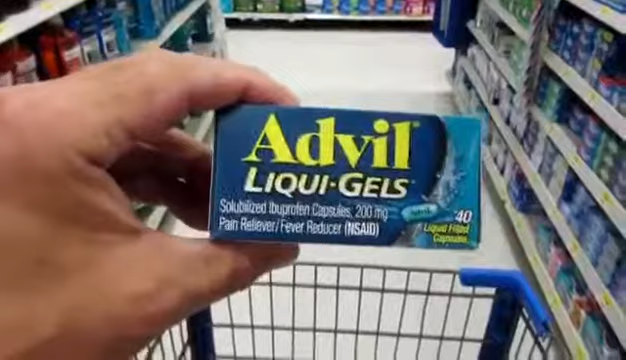 Advil
LIQUI·GELS
Solubilized Ibuprofen Capsules, 200 mg
Pain Reliever/Fever Reducer (NSAID)
40
Liquid Filled
Capsules